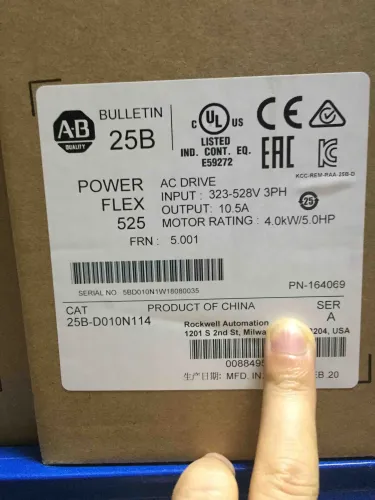 A-B
QUALITY
BULLETIN
25B
C UL US
LISTED
IND. CONT. EQ.
E59272
CE
EAC
KCC-REM-RAA-25B-D
25
POWER
FLEX
525
AC DRIVE
INPUT : 323-528V 3PH
OUTPUT: 10.5A
MOTOR RATING : 4.0kW/5.0HP
FRN : 5.001
SERIAL NO: 5BD010N1W18080035
PN-164069
CAT
25B-D010N114
PRODUCT OF CHINA
SER
A
Rockwell Automation
1201 S 2nd St, 204, USA
生产日期: MFD. IN: 20